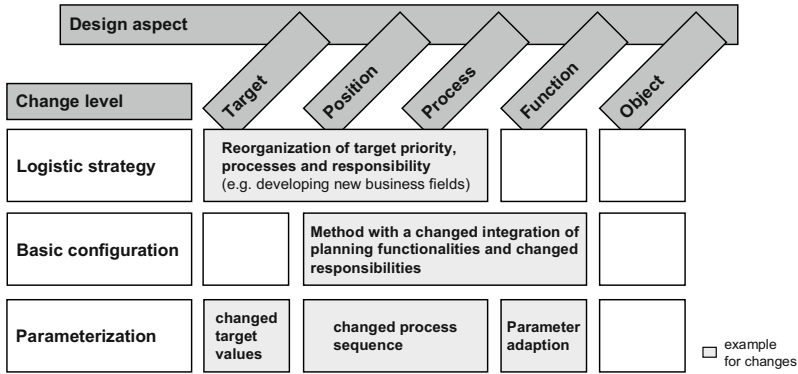 Design aspect
Target
Position
Process
Function
Object
Change level
Logistic strategy
Reorganization of target priority,
processes and responsibility
(e.g. developing new business fields)
Basic configuration
Method with a changed integration of
planning functionalities and changed
responsibilities
Parameterization
changed
target
values
changed process
sequence
Parameter
adaption
example
for changes